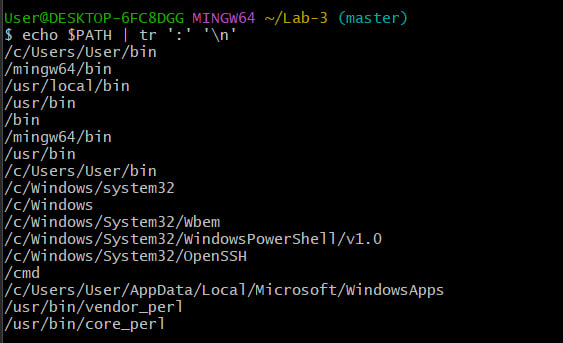 User@DESKTOP-6FC8DGG MINGW64 ~/Lab-3 (master)
$ echo $PATH | tr ':' '\n'
/c/Users/User/bin
/mingw64/bin
/usr/local/bin
/usr/bin
/bin
/mingw64/bin
/usr/bin
/c/Users/User/bin
/c/Windows/system32
/c/Windows
/c/Windows/System32/Wbem
/c/Windows/System32/WindowsPowerShell/v1.0
/c/Windows/System32/OpenSSH
/cmd
/c/Users/User/AppData/Local/Microsoft/WindowsApps
/usr/bin/vendor_perl
/usr/bin/core_perl